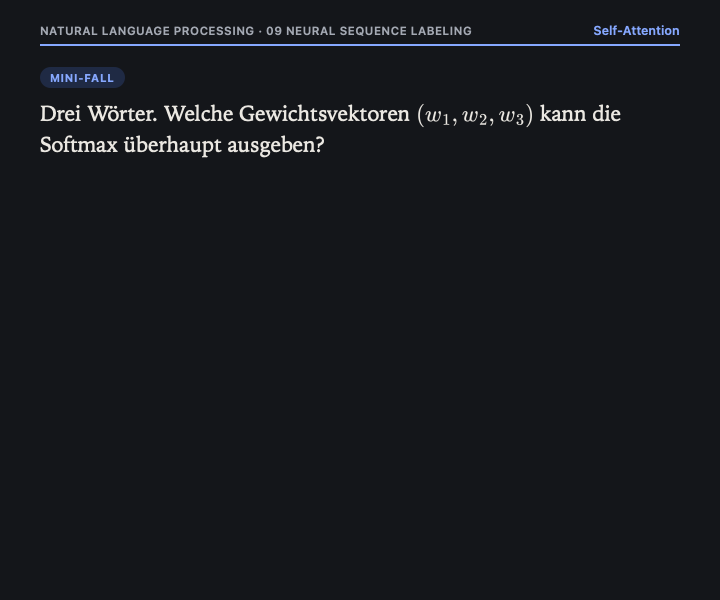 NATURAL LANGUAGE PROCESSING · 09 NEURAL SEQUENCE LABELING
Self-Attention
MINI-FALL
Drei Wörter. Welche Gewichtsvektoren (w₁, w₂, w₃) kann die
Softmax überhaupt ausgeben?